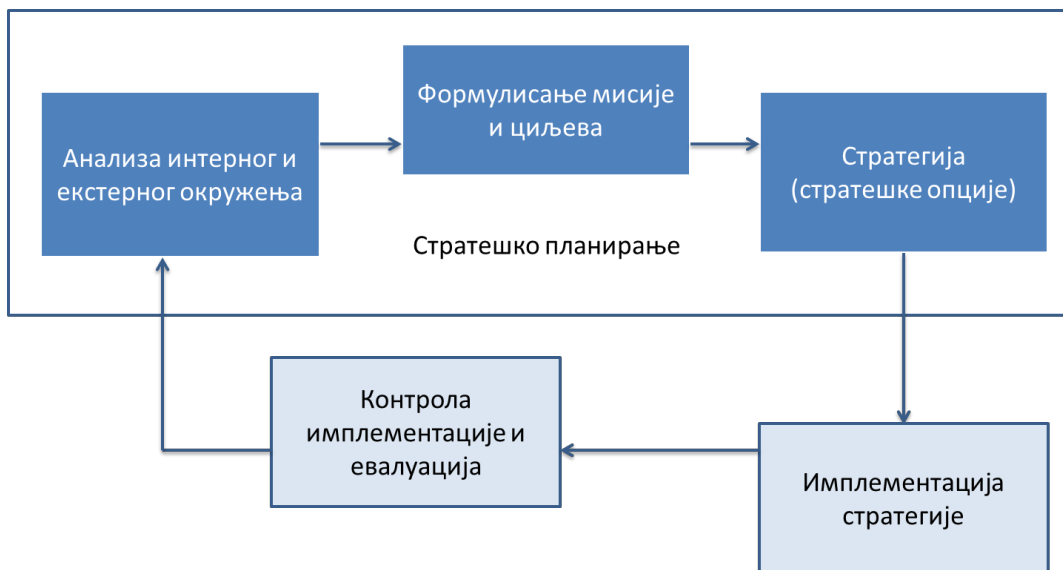 Анализа интерног и
екстерног окружења
Формулисање мисије
и циљева
Стратегија
(стратешке опције)
Стратешко планирање
Контрола
имплементације и
евалуација
Имплементација
стратегије